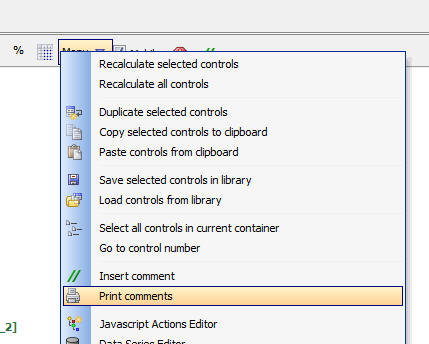 %
Menu
Recalculate selected controls
Recalculate all controls
Duplicate selected controls
Copy selected controls to clipboard
Paste controls from clipboard
Save selected controls in library
Load controls from library
Select all controls in current container
Go to control number
Insert comment
Print comments
_2]
Javascript Actions Editor
Data Series Editor